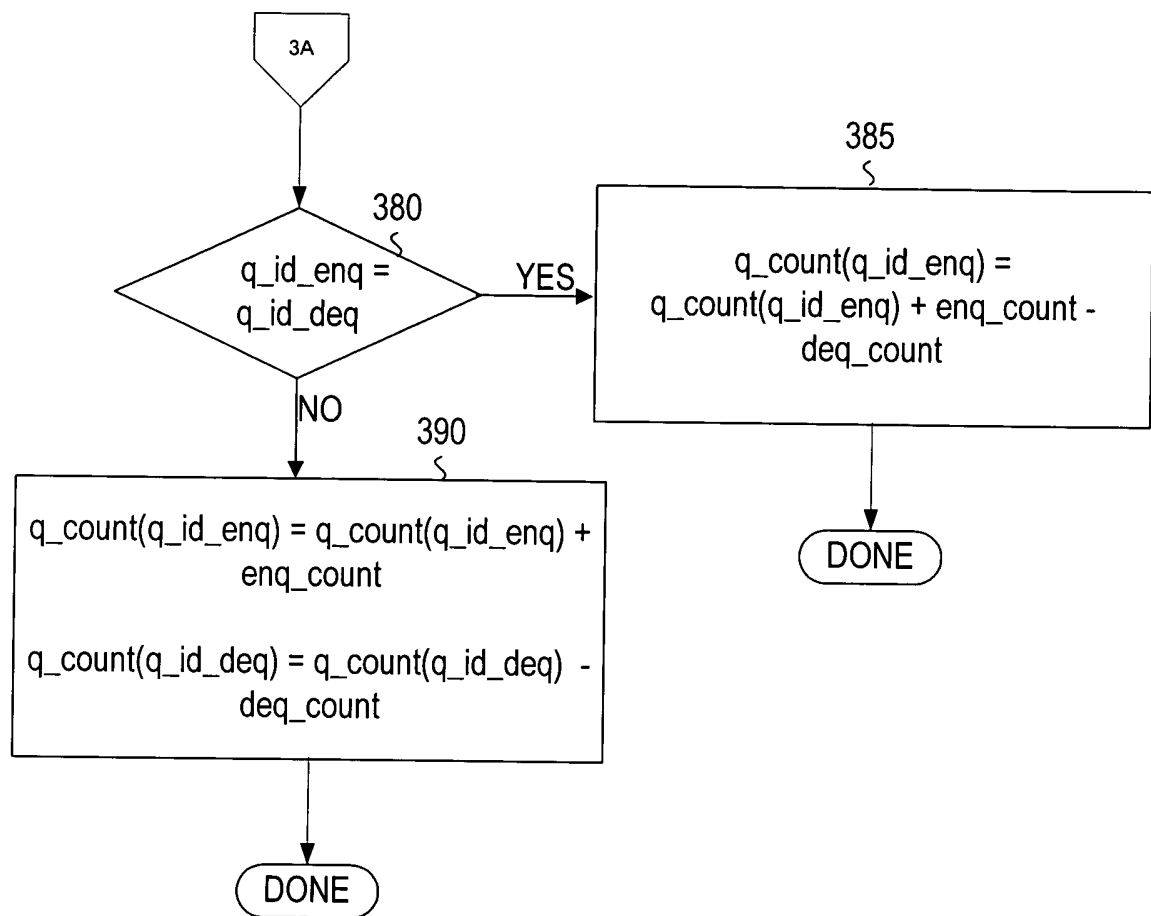 3A
380
q_id_enq =
q_id_deq
YES
385
q_count(q_id_enq) =
q_count(q_id_enq) + enq_count -
deq_count
DONE
NO
390
q_count(q_id_enq) = q_count(q_id_enq) +
enq_count
q_count(q_id_deq) = q_count(q_id_deq) -
deq_count
DONE